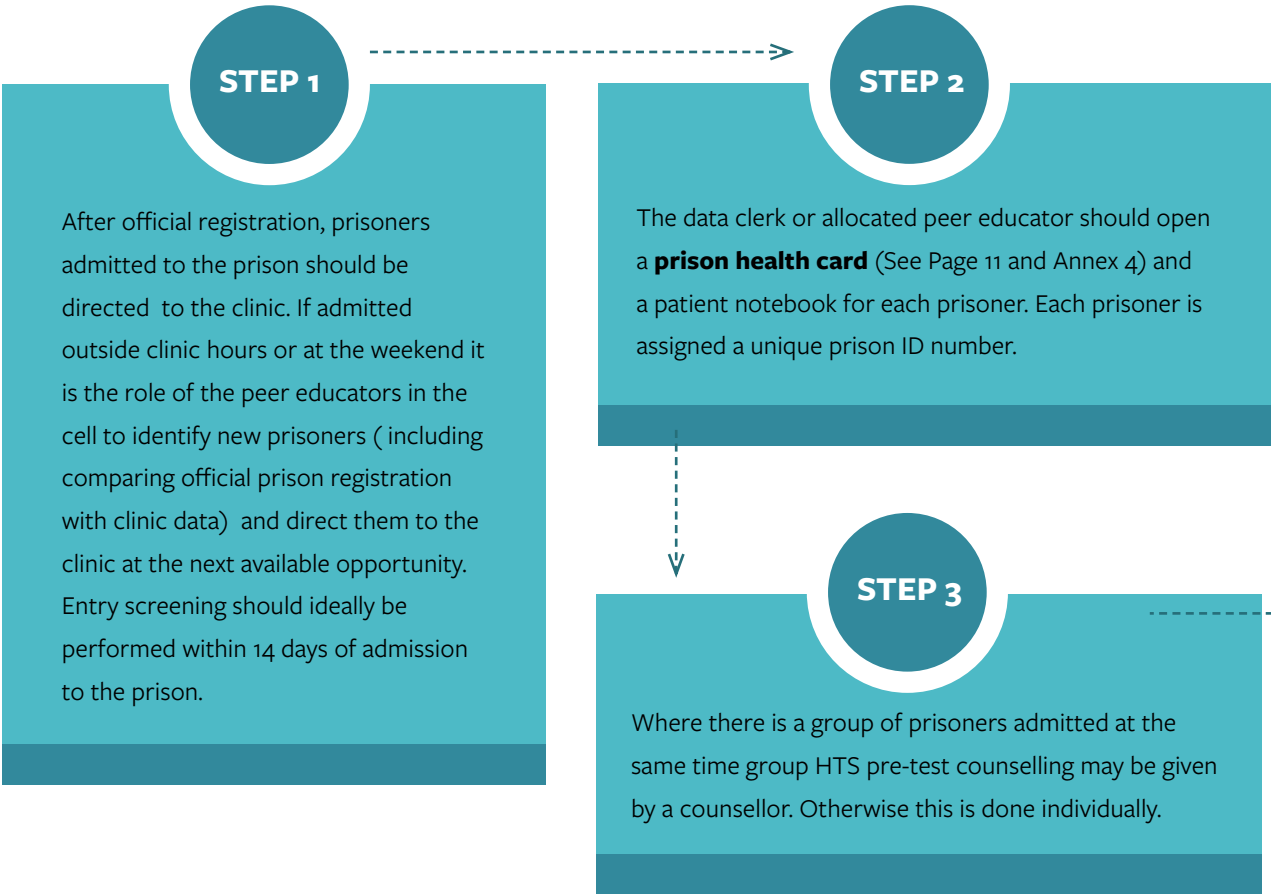 STEP 1
After official registration, prisoners
admitted to the prison should be
directed  to the clinic. If admitted
outside clinic hours or at the weekend it
is the role of the peer educators in the
cell to identify new prisoners ( including
comparing official prison registration
with clinic data)  and direct them to the
clinic at the next available opportunity.
Entry screening should ideally be
performed within 14 days of admission
to the prison.
STEP 2
The data clerk or allocated peer educator should open
a prison health card (See Page 11 and Annex 4) and
a patient notebook for each prisoner. Each prisoner is
assigned a unique prison ID number.
STEP 3
Where there is a group of prisoners admitted at the
same time group HTS pre-test counselling may be given
by a counsellor. Otherwise this is done individually.